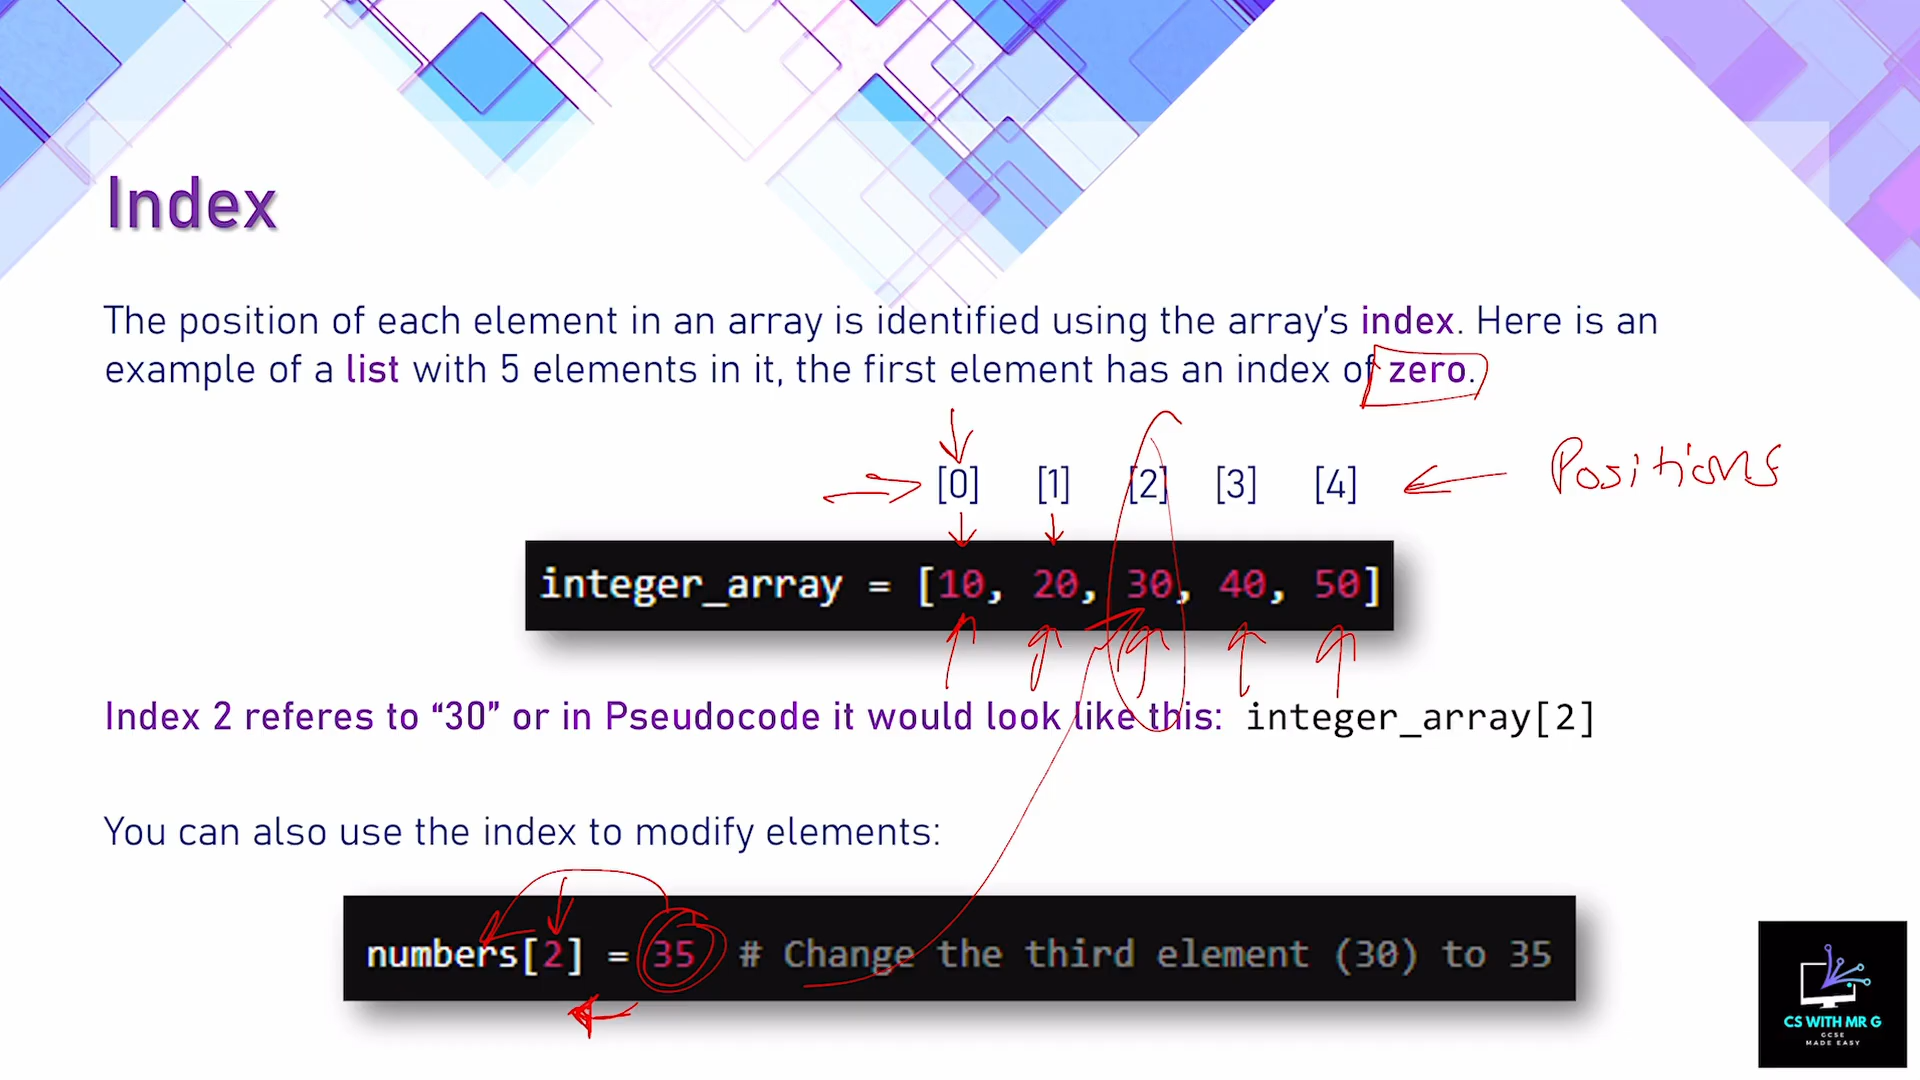 Index
The position of each element in an array is identified using the array's index. Here is an
example of a list with 5 elements in it, the first element has an index of zero.
[0] [1] [2] [3] [4] Positions
integer_array = [10, 20, 30, 40, 50]
Index 2 referes to “30” or in Pseudocode it would look like this: integer_array[2]
You can also use the index to modify elements:
numbers[2] = 35 # Change the third element (30) to 35
CS WITH MR G
GCSE
MADE EASY